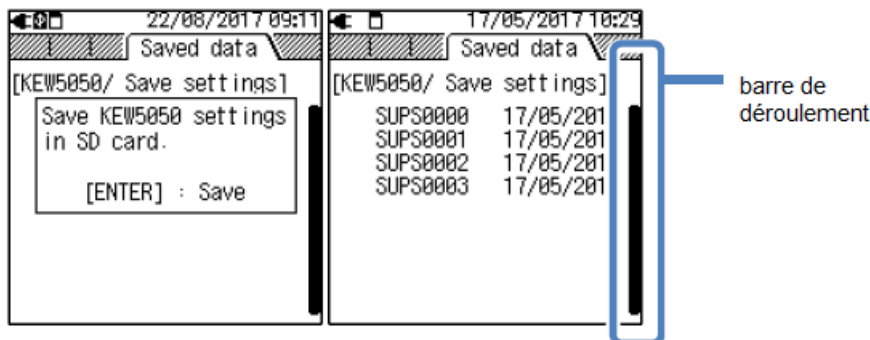 22/08/2017 09:11
Saved data
[KEW5050/ Save settings]
Save KEW5050 settings
in SD card.
[ENTER] : Save
17/05/2017 10:29
Saved data
[KEW5050/ Save settings]
SUPS0000 17/05/201
SUPS0001 17/05/201
SUPS0002 17/05/201
SUPS0003 17/05/201
barre de
déroulement